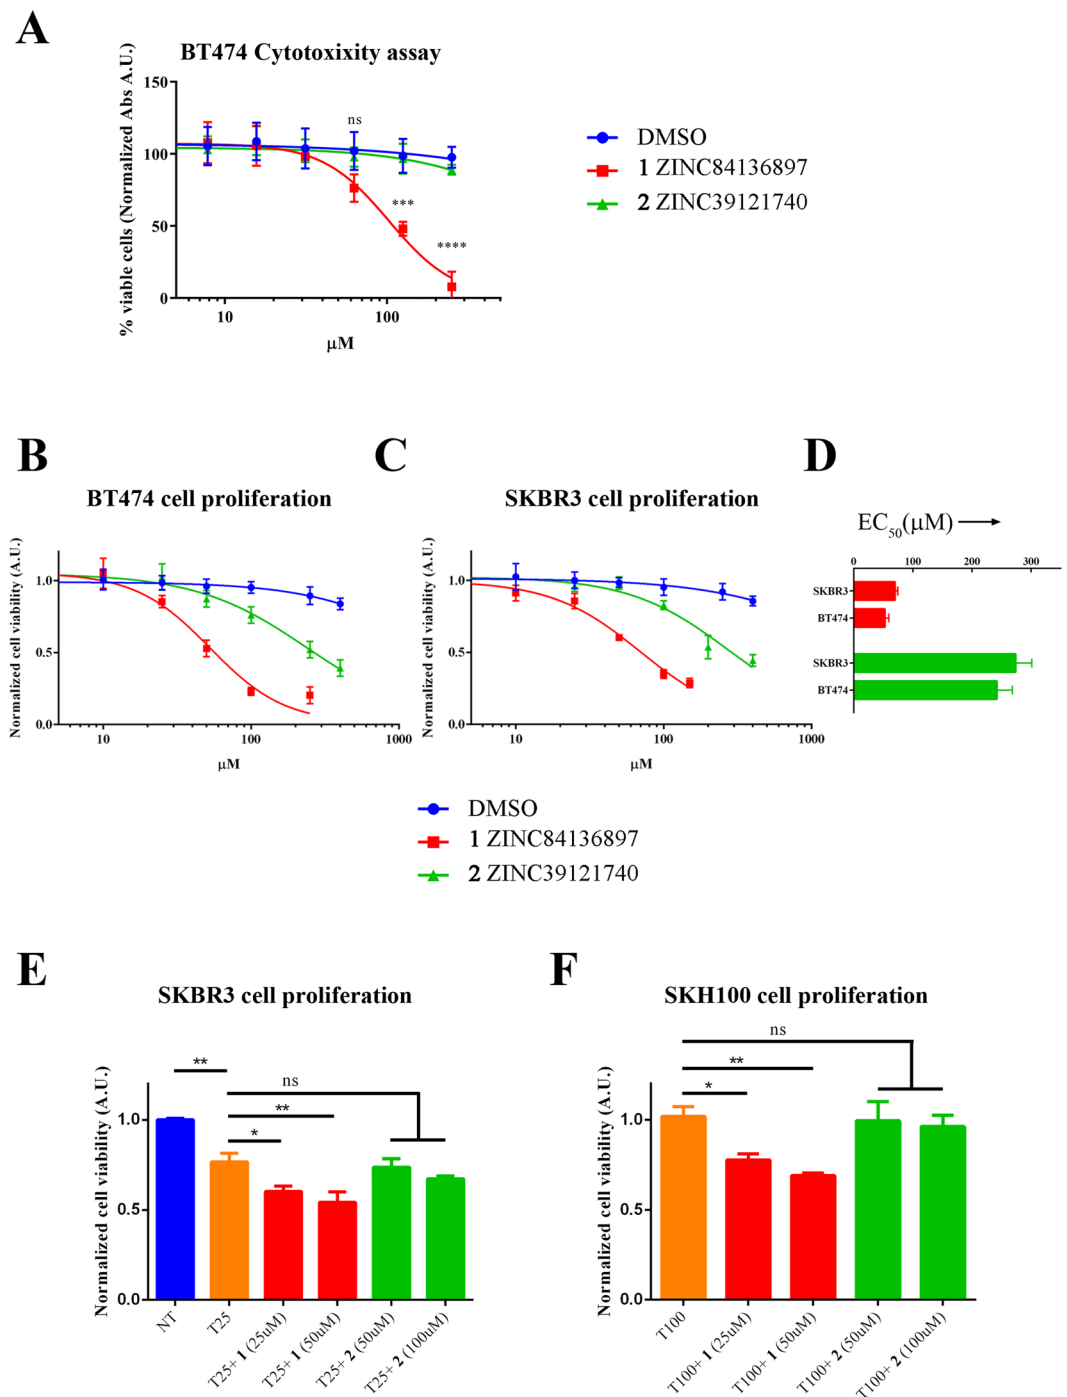 A
BT474 Cytotoxixity assay
% viable cells (Normalized Abs A.U.)
150
100
50
0
10
100
µM
ns
***
****
DMSO
1 ZINC84136897
2 ZINC39121740
B
BT474 cell proliferation
Normalized cell viability (A.U.)
1.0
0.5
0.0
10
100
1000
µM
C
SKBR3 cell proliferation
Normalized cell viability (A.U.)
1.0
0.5
0.0
10
100
1000
µM
D
EC50(µM)
0
100
200
300
SKBR3
BT474
SKBR3
BT474
DMSO
1 ZINC84136897
2 ZINC39121740
E
SKBR3 cell proliferation
Normalized cell viability (A.U.)
1.0
0.5
0.0
**
ns
**
*
NT
T25
T25+ 1 (25uM)
T25+ 1 (50uM)
T25+ 2 (50uM)
T25+ 2 (100uM)
F
SKH100 cell proliferation
Normalized cell viability (A.U.)
1.0
0.5
0.0
ns
**
*
T100
T100+ 1 (25uM)
T100+ 1 (50uM)
T100+ 2 (50uM)
T100+ 2 (100uM)